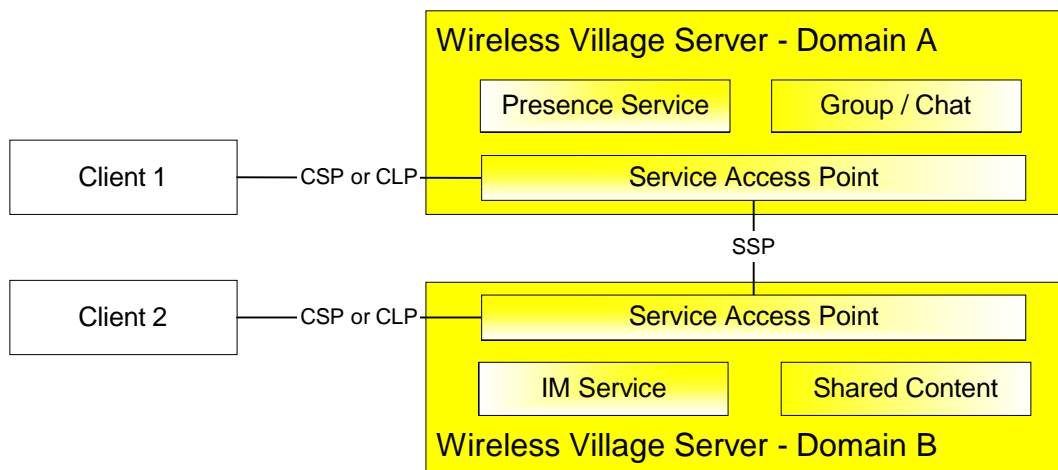 Wireless Village Server - Domain A
Presence Service
Group / Chat
Client 1
CSP or CLP
Service Access Point
SSP
Client 2
CSP or CLP
Service Access Point
IM Service
Shared Content
Wireless Village Server - Domain B